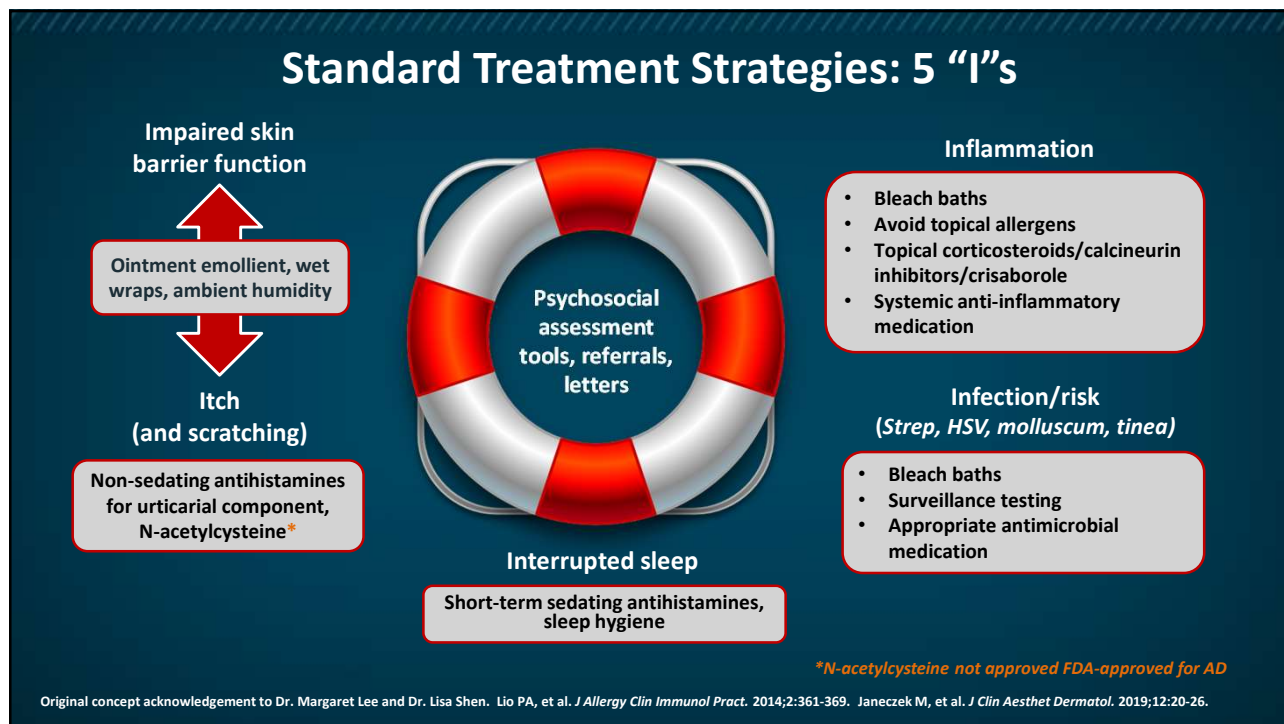 Standard Treatment Strategies: 5 “I”s
Impaired skin
barrier function
Ointment emollient, wet
wraps, ambient humidity
Itch
(and scratching)
Non-sedating antihistamines
for urticarial component,
N-acetylcysteine*
Psychosocial
assessment
tools, referrals,
letters
Interrupted sleep
Short-term sedating antihistamines,
sleep hygiene
Inflammation
• Bleach baths
• Avoid topical allergens
• Topical corticosteroids/calcineurin
inhibitors/crisaborole
• Systemic anti-inflammatory
medication
Infection/risk
(Strep, HSV, molluscum, tinea)
• Bleach baths
• Surveillance testing
• Appropriate antimicrobial
medication
*N-acetylcysteine not approved FDA-approved for AD
Original concept acknowledgement to Dr. Margaret Lee and Dr. Lisa Shen. Lio PA, et al. J Allergy Clin Immunol Pract. 2014;2:361-369. Janeczek M, et al. J Clin Aesthet Dermatol. 2019;12:20-26.